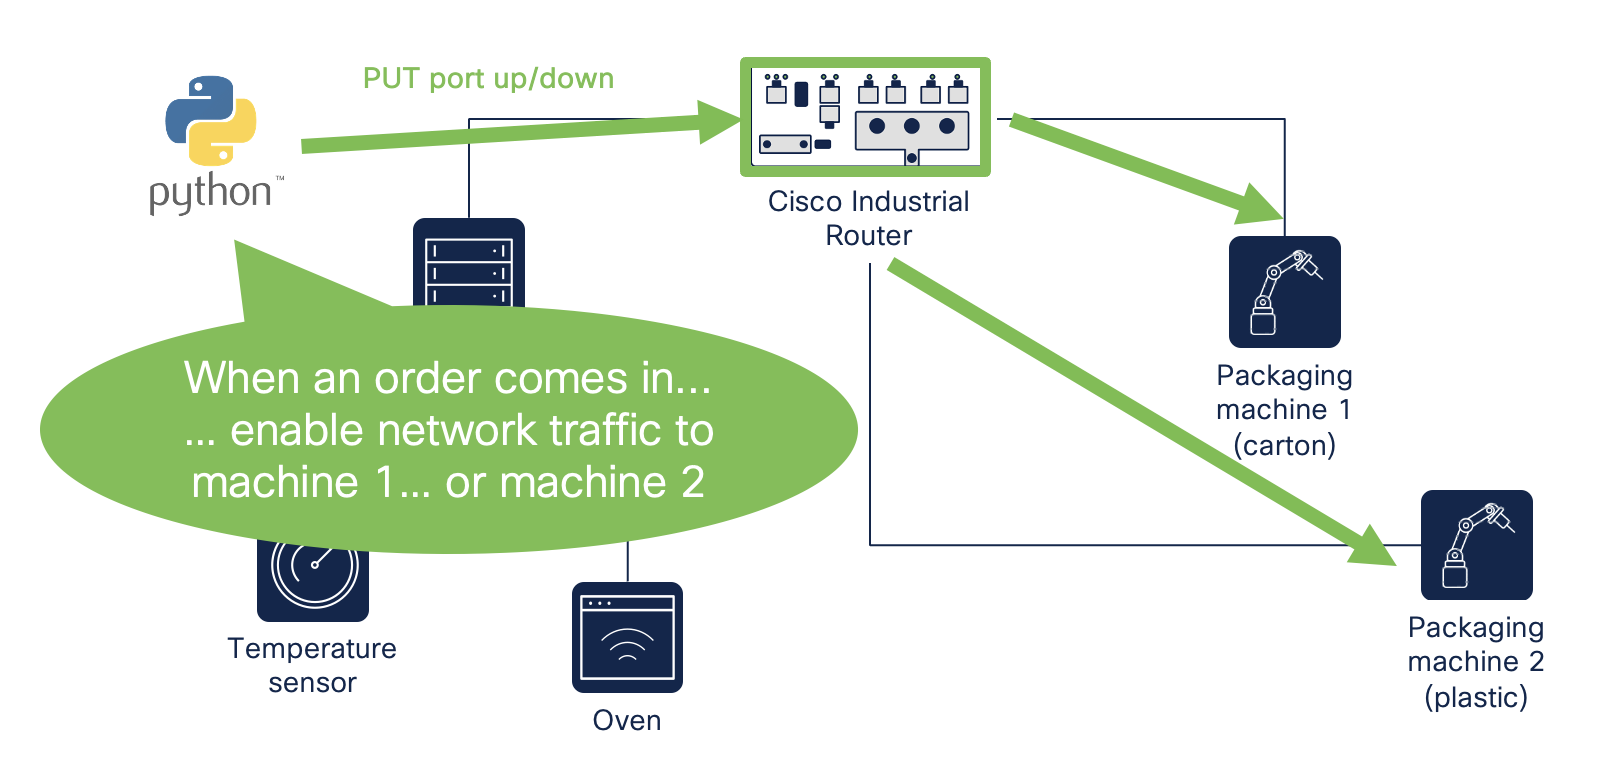 PUT port up/down
python™
Cisco Industrial
Router
When an order comes in...
... enable network traffic to
machine 1... or machine 2
Packaging
machine 1
(carton)
Temperature
sensor
Oven
Packaging
machine 2
(plastic)